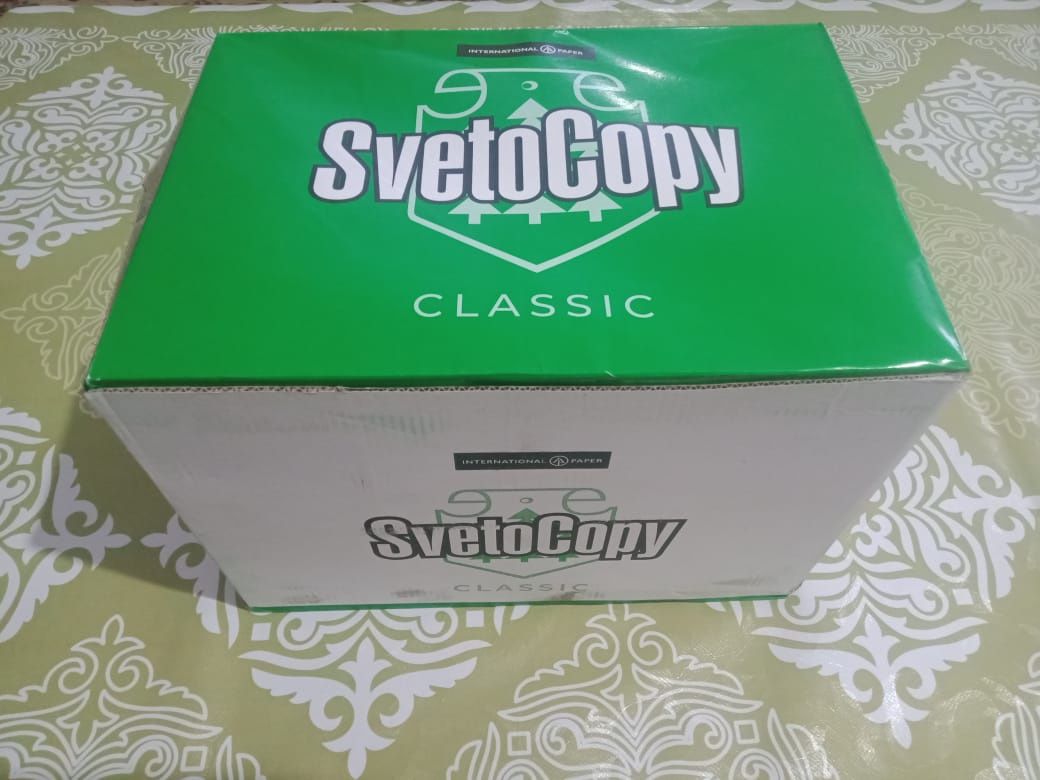 INTERNATIONAL PAPER
SvetoCopy
CLASSIC
INTERNATIONAL PAPER
SvetoCopy
CLASSIC